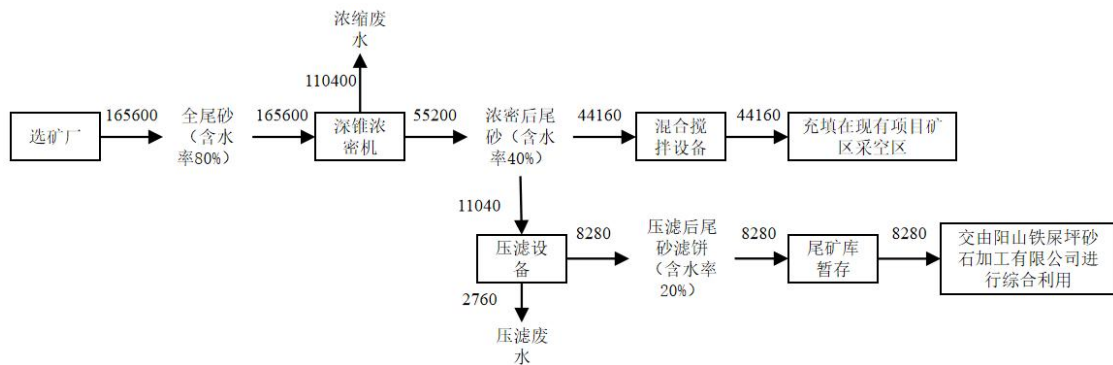 浓缩废
水
110400
165600
165600
55200
44160
44160
选矿厂
全尾砂
（含水
率80%）
深锥浓
密机
浓密后尾
砂（含水
率40%）
混合搅
拌设备
充填在现有项目矿
区采空区
11040
压滤设
备
8280
压滤后尾
砂滤饼
（含水率
20%）
8280
尾矿库
暂存
8280
交由阳山铁屎坪砂
石加工有限公司进
行综合利用
2760
压滤废
水